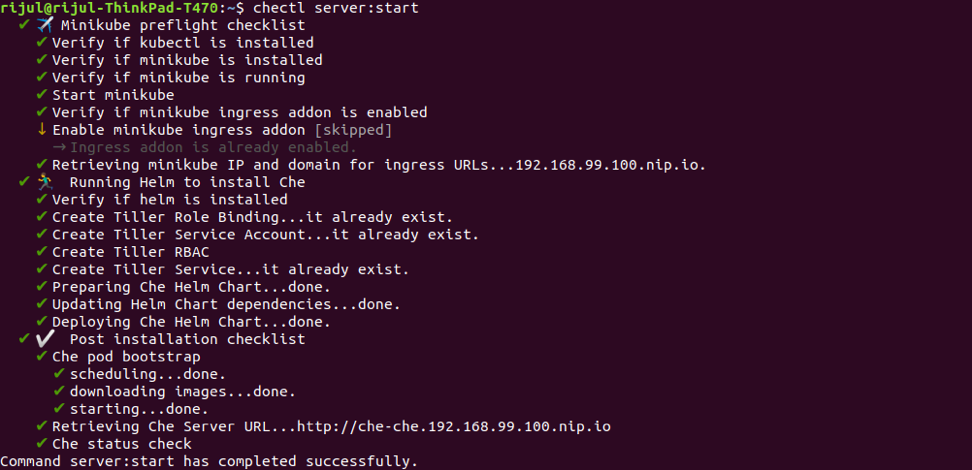 rijul@rijul-ThinkPad-T470:~$ chectl server:start
✔ ✈️ Minikube preflight checklist
✔ Verify if kubectl is installed
✔ Verify if minikube is installed
✔ Verify if minikube is running
✔ Start minikube
✔ Verify if minikube ingress addon is enabled
↓ Enable minikube ingress addon [skipped]
→ Ingress addon is already enabled.
✔ Retrieving minikube IP and domain for ingress URLs...192.168.99.100.nip.io.
✔ 🏃 Running Helm to install Che
✔ Verify if helm is installed
✔ Create Tiller Role Binding...it already exist.
✔ Create Tiller Service Account...it already exist.
✔ Create Tiller RBAC
✔ Create Tiller Service...it already exist.
✔ Preparing Che Helm Chart...done.
✔ Updating Helm Chart dependencies...done.
✔ Deploying Che Helm Chart...done.
✔ ✔️ Post installation checklist
✔ Che pod bootstrap
✔ scheduling...done.
✔ downloading images...done.
✔ starting...done.
✔ Retrieving Che Server URL...http://che-che.192.168.99.100.nip.io
✔ Che status check
Command server:start has completed successfully.